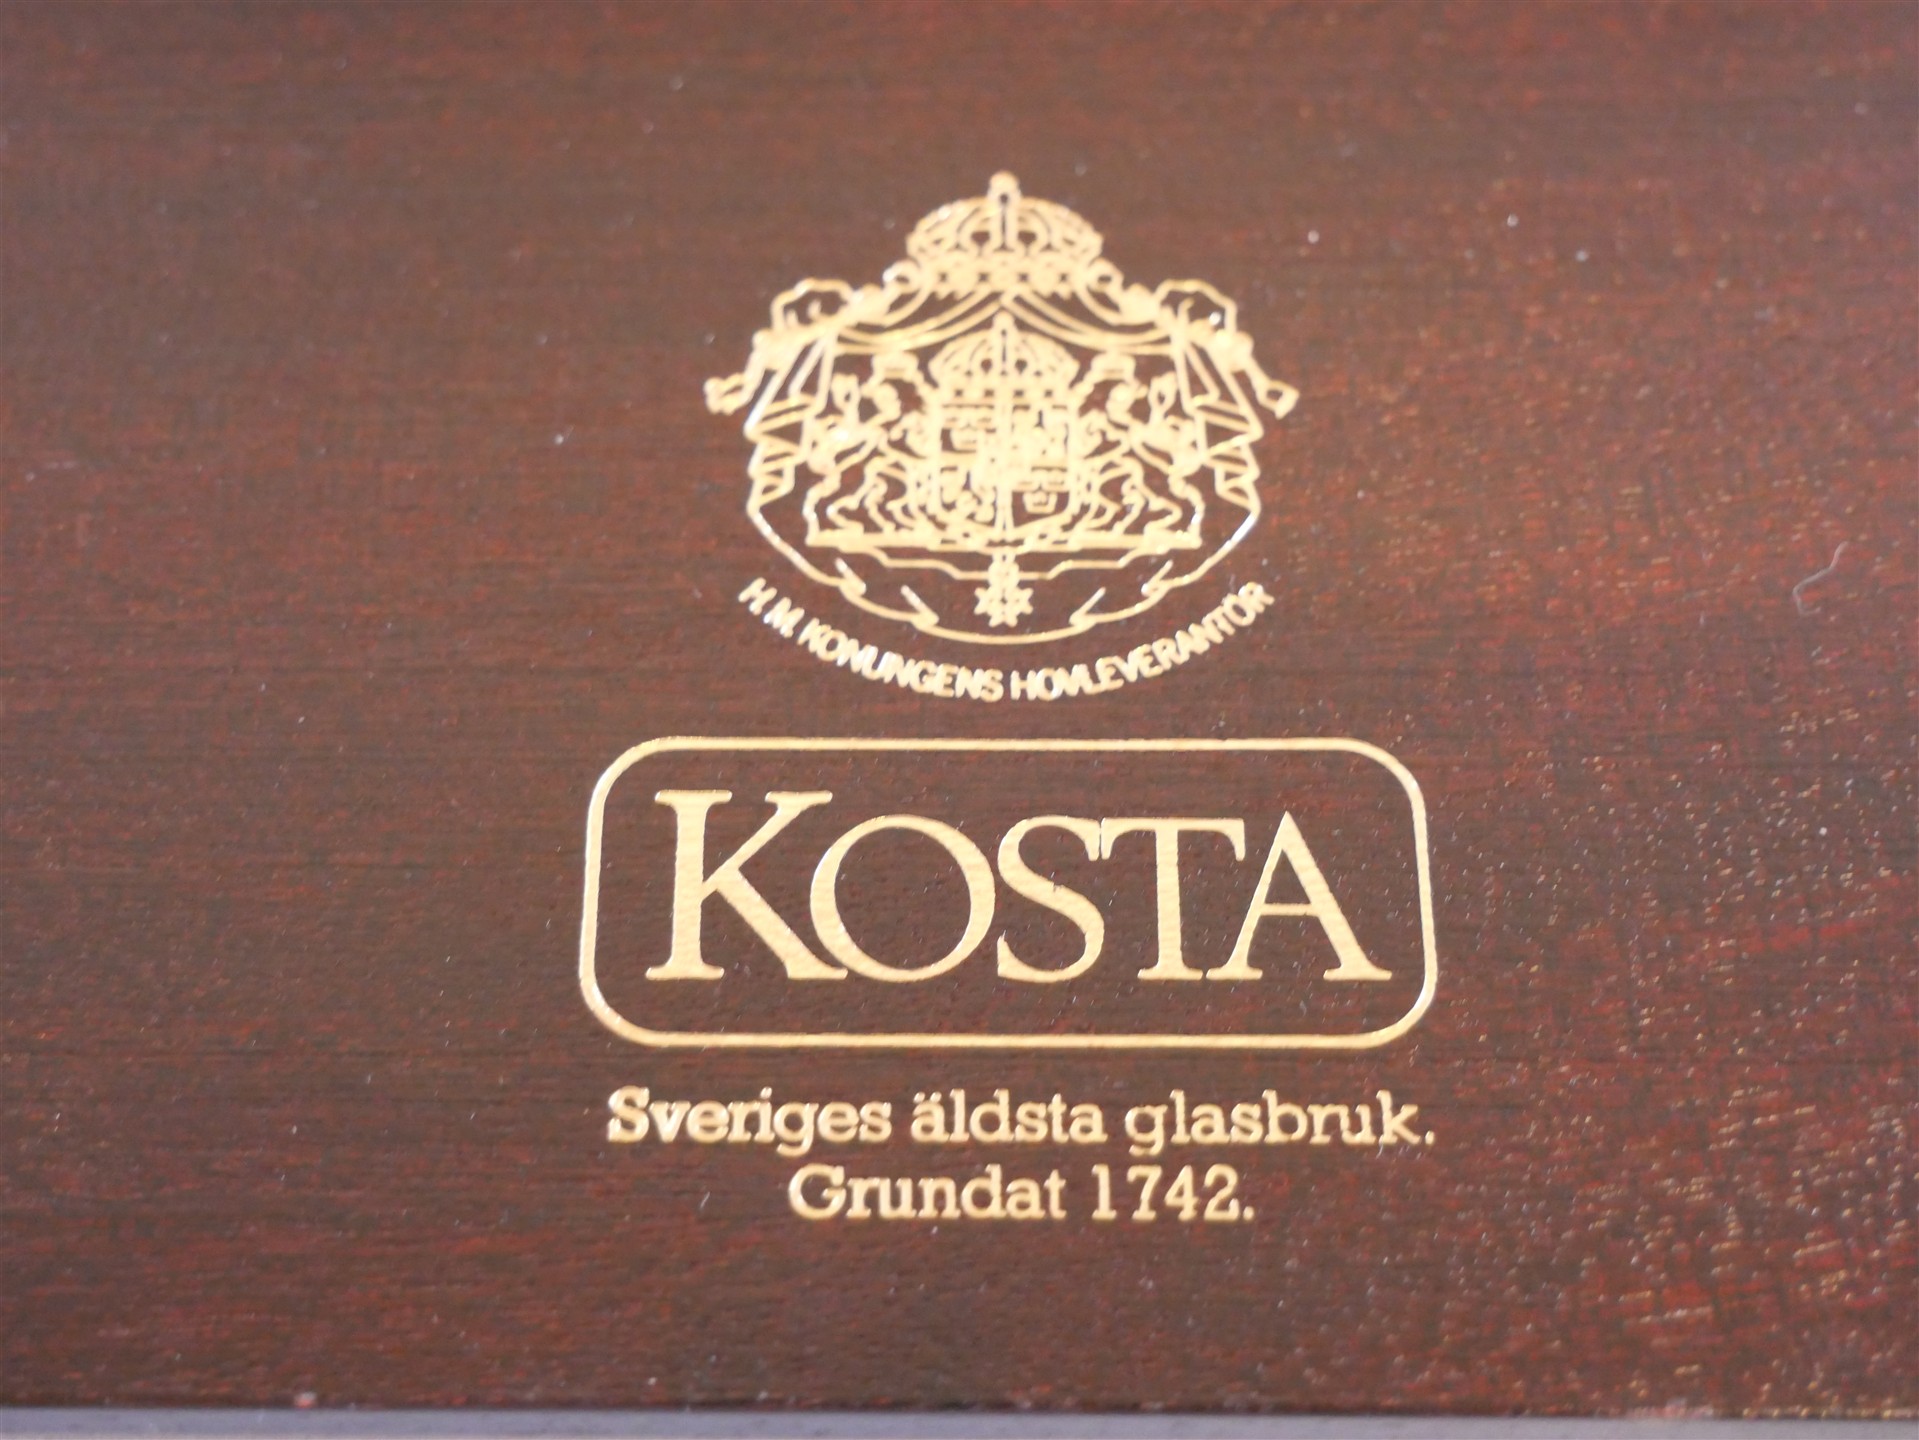 H.M. KONUNGENS HOVLEVERANTÖR
KOSTA
Sveriges äldsta glasbruk.
Grundat 1742.